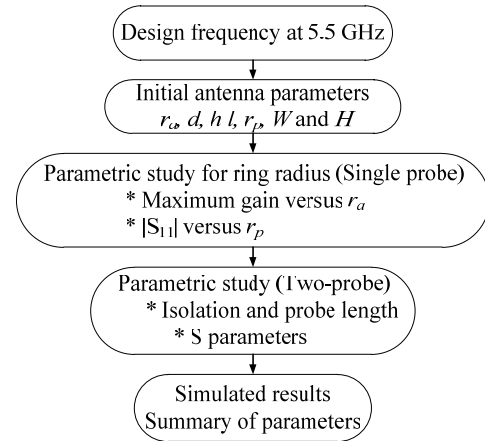 Design frequency at 5.5 GHz
Initial antenna parameters
rₐ, d, h l, rₚ, W and H
Parametric study for ring radius (Single probe)
* Maximum gain versus rₐ
* |S₁₁| versus rₚ
Parametric study (Two-probe)
* Isolation and probe length
* S parameters
Simulated results
Summary of parameters